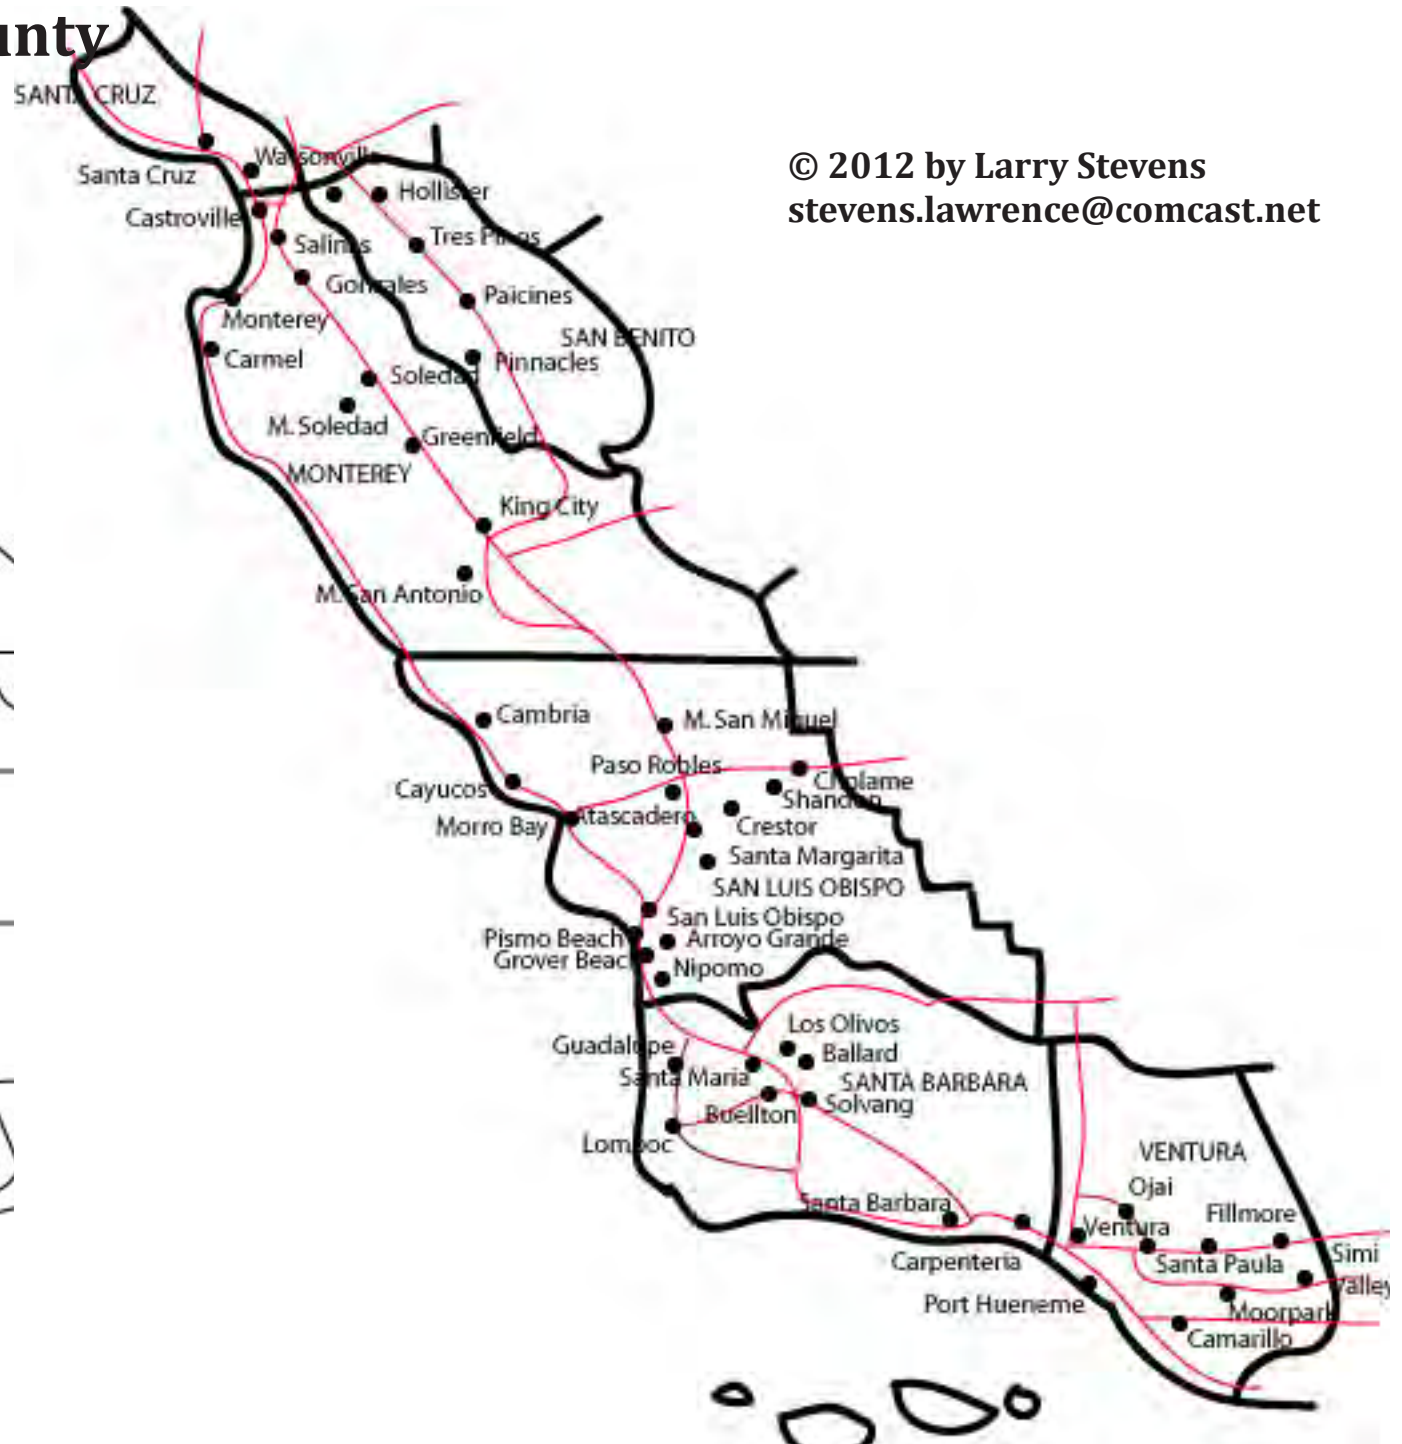 unty
SANTA CRUZ
© 2012 by Larry Stevens
stevens.lawrence@comcast.net
Watsonville
Santa Cruz
Hollister
Castroville
Salinas
Tres Pinos
Gonzales
Paicines
Monterey
SAN BENITO
Carmel
Pinnacles
Soledad
M. Soledad
Greenfield
MONTEREY
King City
M. San Antonio
Cambria
M. San Miguel
Paso Robles
Cholame
Cayucos
Shandon
Atascadero
Morro Bay
Crestor
Santa Margarita
SAN LUIS OBISPO
San Luis Obispo
Pismo Beach
Arroyo Grande
Grover Beach
Nipomo
Los Olivos
Guadalupe
Ballard
Santa Maria
SANTA BARBARA
Solvang
Buellton
Lompoc
VENTURA
Ojai
Santa Barbara
Fillmore
Ventura
Simi
Valley
Santa Paula
Carpenteria
Port Hueneme
Moorpark
Camarillo